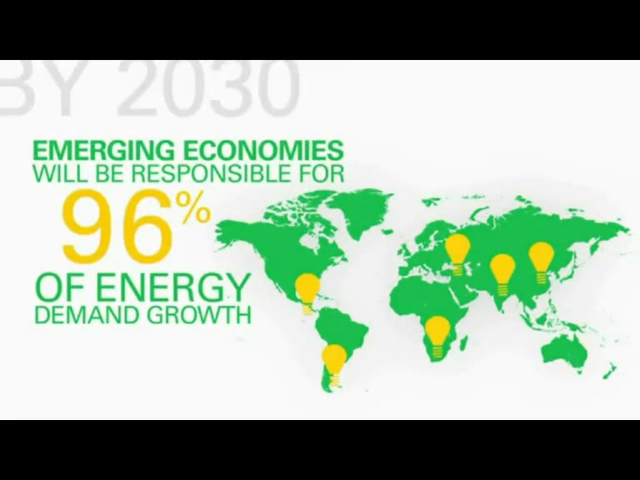 BY 2030
EMERGING ECONOMIES
WILL BE RESPONSIBLE FOR
96%
OF ENERGY
DEMAND GROWTH